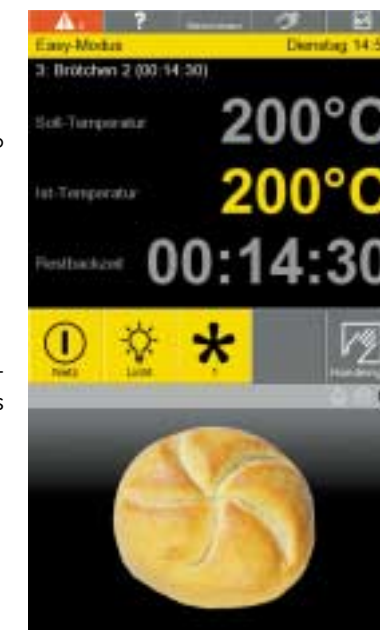 ?
Easy-Modus Dienstag 14:5
3: Brötchen 2 (00:14:30)
Soll-Temperatur 200°C
Ist-Temperatur 200°C
Restbackzeit 00:14:30
Netz Licht 1